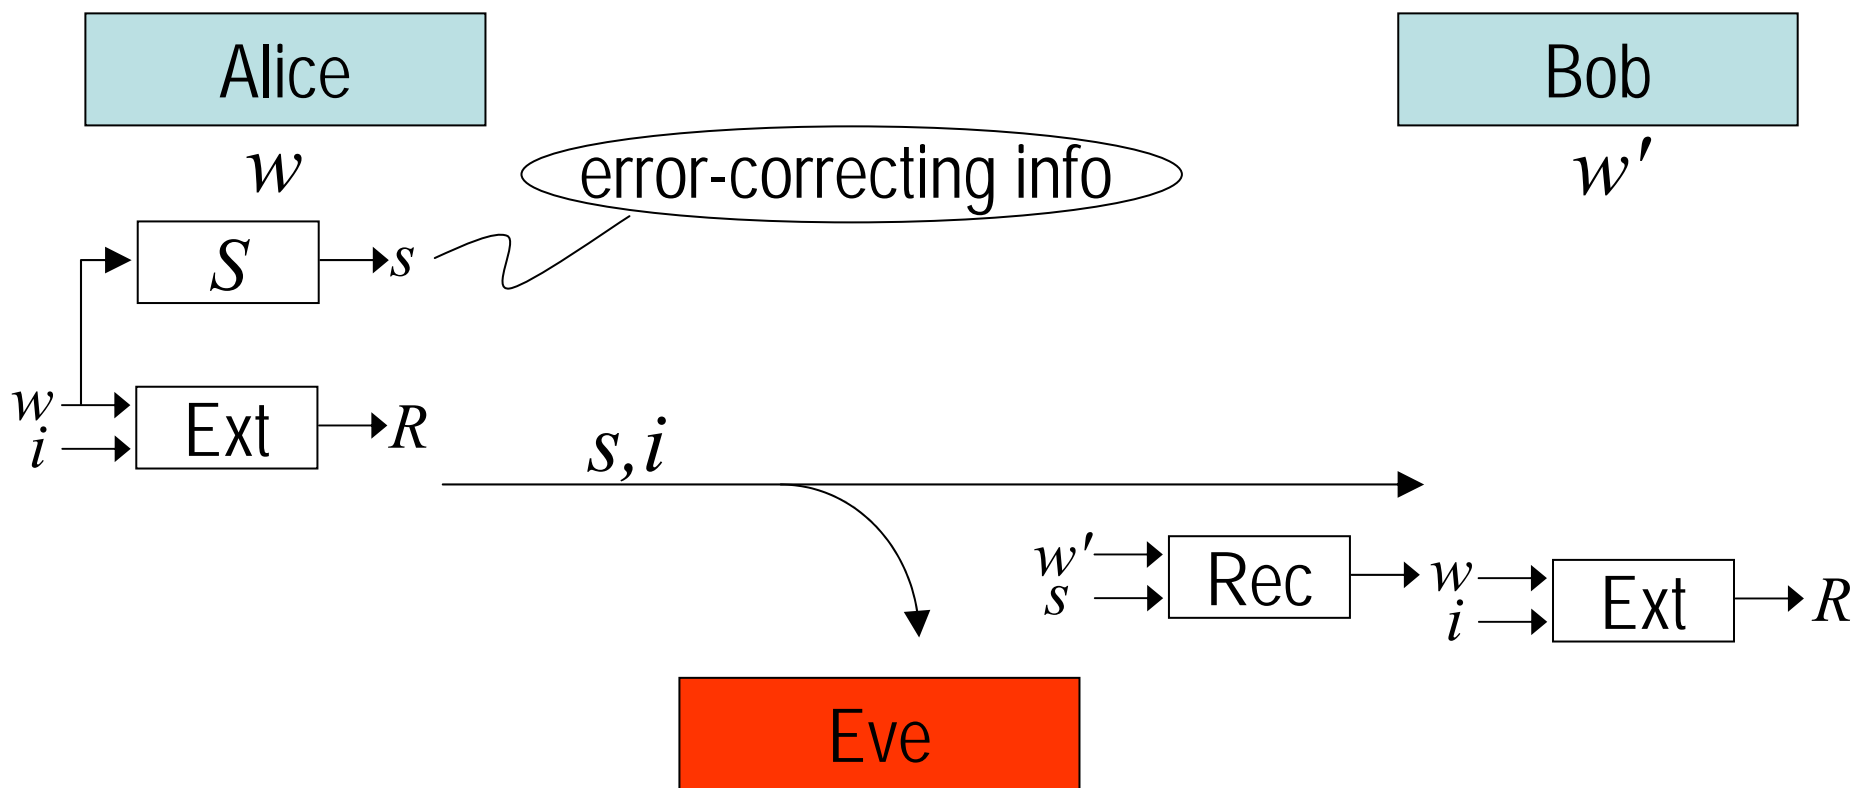 Alice
Bob
w
error-correcting info
w'
S
s
w
i
Ext
R
s,i
w'
s
Rec
w
i
Ext
R
Eve